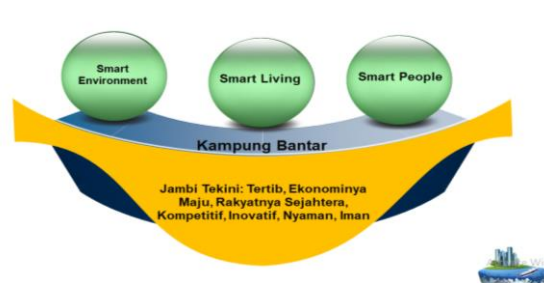 Smart
Environment
Smart Living
Smart People
Kampung Bantar
Jambi Tekini: Tertib, Ekonominya
Maju, Rakyatnya Sejahtera,
Kompetitif, Inovatif, Nyaman, Iman